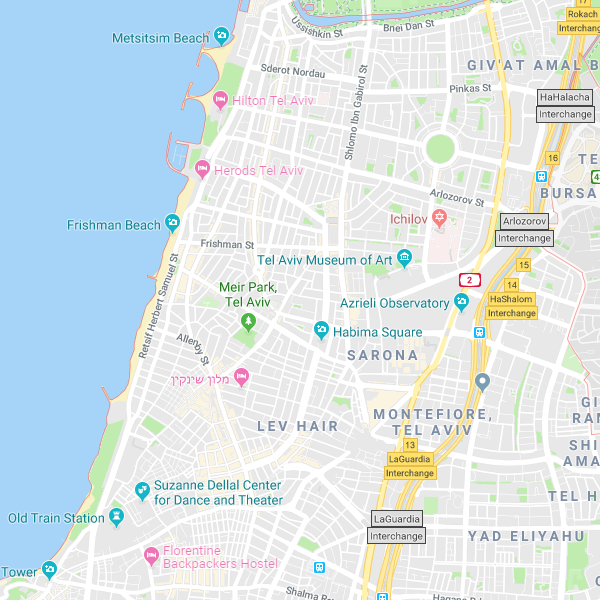 Ussishkin St
Bnei Dan St
Rokach
Interchange
17
Metsitsim Beach
GIV'AT AMAL B
Sderot Nordau
Pinkas St
Shlomo Ibn Gabirol St
HaHalacha
Interchange
Hilton Tel Aviv
16
TE
4
Herods Tel Aviv
BURSA
Arlozorov St
Ichilov
Arlozorov
Interchange
Frishman Beach
Frishman St
Tel Aviv Museum of Art
15
2
14
HaShalom
Interchange
Meir Park,
Tel Aviv
Azrieli Observatory
Retsif Herbert Samuel St
Habima Square
Allenby St
SARONA
מלון שינקין
GI
RAM
MONTEFIORE,
TEL AVIV
LEV HAIR
13
SHI
AMA
LaGuardia
Interchange
Suzanne Dellal Center
for Dance and Theater
TEL H
Old Train Station
LaGuardia
Interchange
YAD ELIYAHU
Florentine
Backpackers Hostel
Tower
Shalma Rd